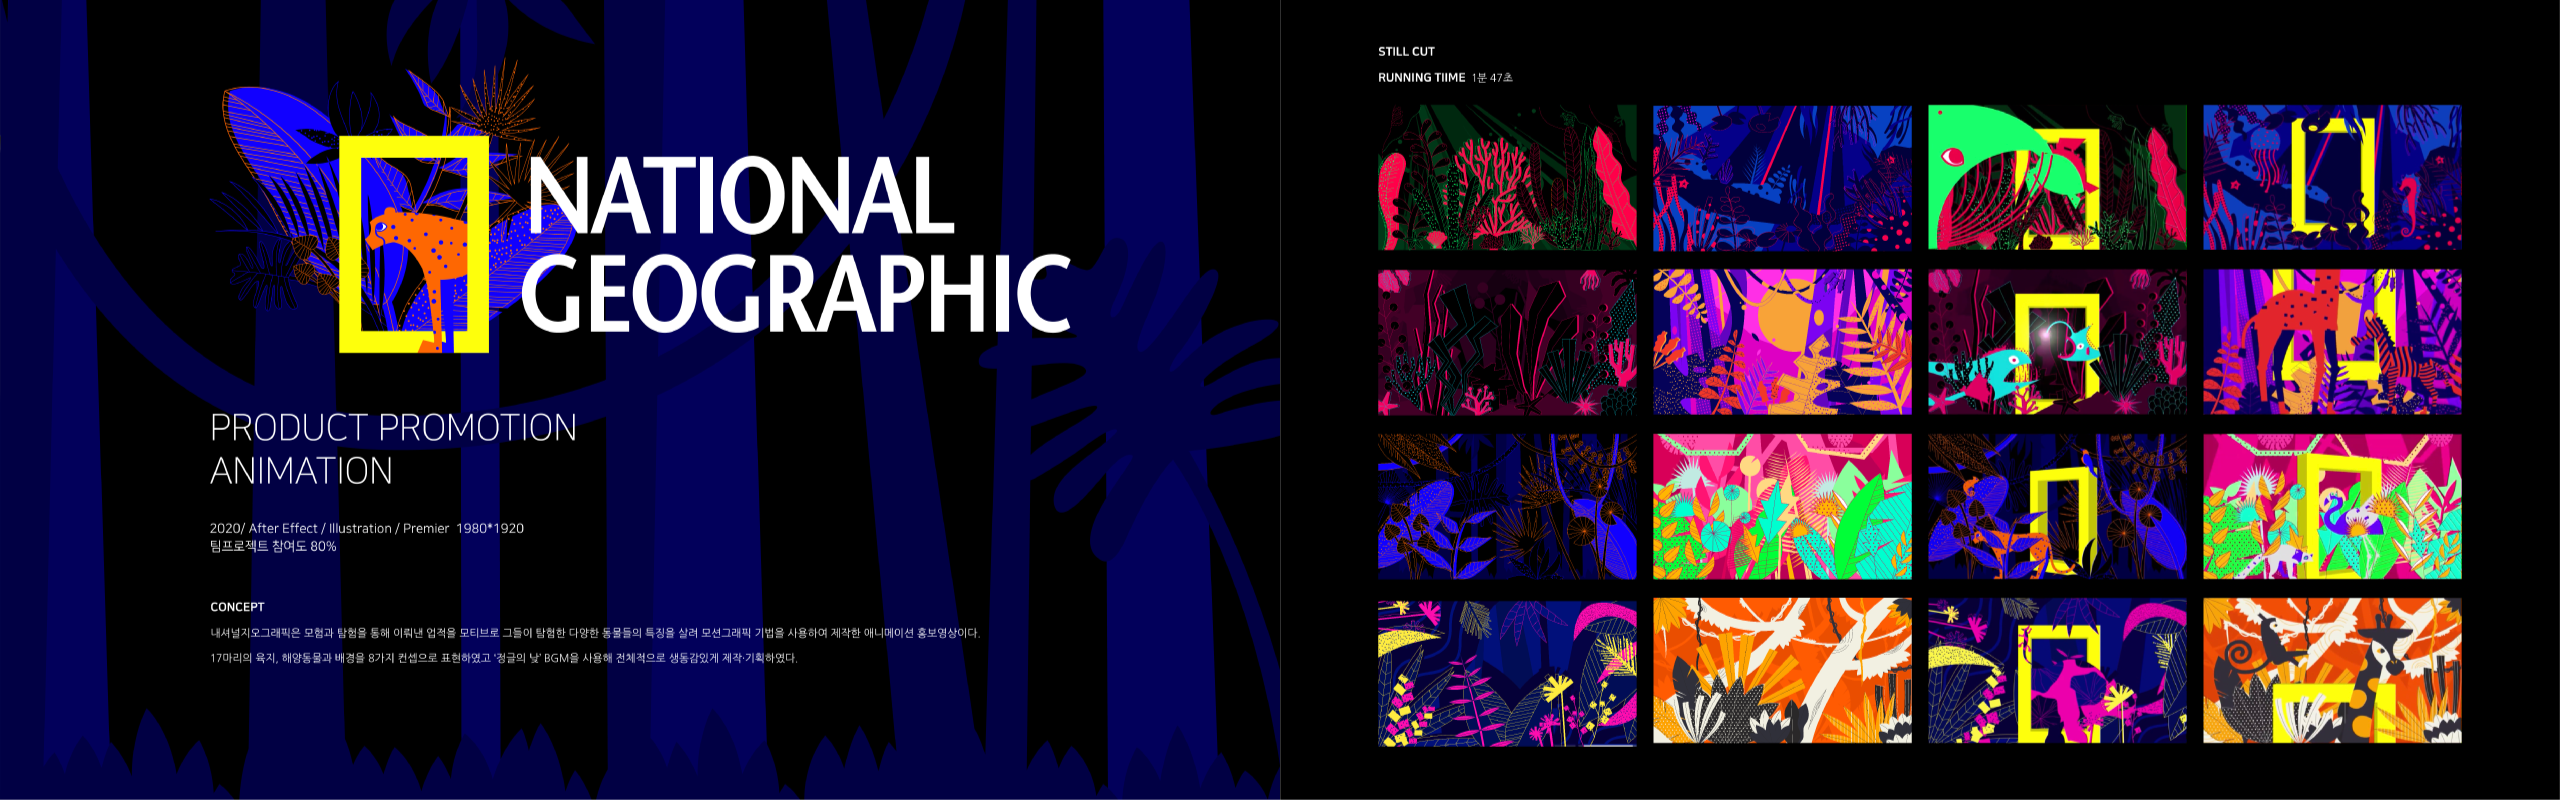 NATIONAL
GEOGRAPHIC
PRODUCT PROMOTION
ANIMATION
2020/ After Effect / Illustration / Premier 1980*1920
팀프로젝트 참여도 80%
CONCEPT
내셔널지오그래픽은 모험과 탐험을 통해 이뤄낸 업적을 모티브로 그들이 탐험한 다양한 동물들의 특징을 살려 모션그래픽 기법을 사용하여 제작한 애니메이션 홍보영상이다.
17마리의 육지, 해양동물과 배경을 8가지 컨셉으로 표현하였고 '정글의 낮' BGM을 사용해 전체적으로 생동감있게 제작·기획하였다.
STILL CUT
RUNNING TIIME 1분 47초